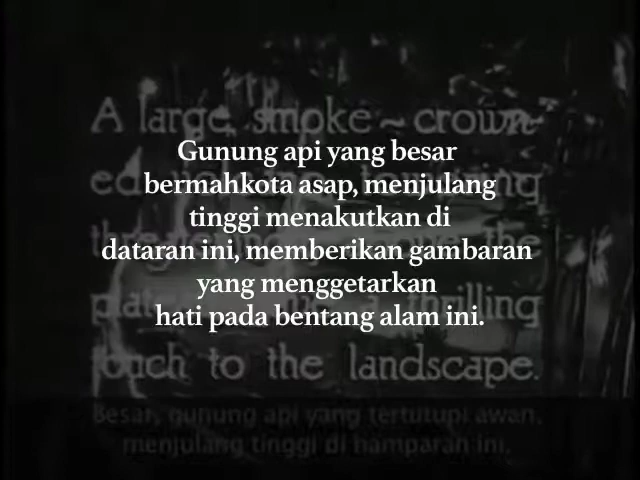 A large, smoke-crown-
Gunung api yang besar
bermahkota asap, menjulang
tinggi menakutkan di
dataran ini, memberikan gambaran
yang menggetarkan
hati pada bentang alam ini.
touch to the landscape.
Besar, gunung api yang tertutupi awan,
menjulang tinggi di hamparan ini.